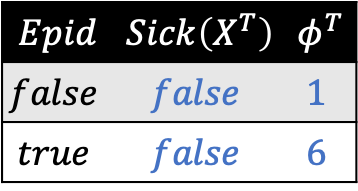 Epid Sick(X^T) ϕ^T
false false 1
true false 6